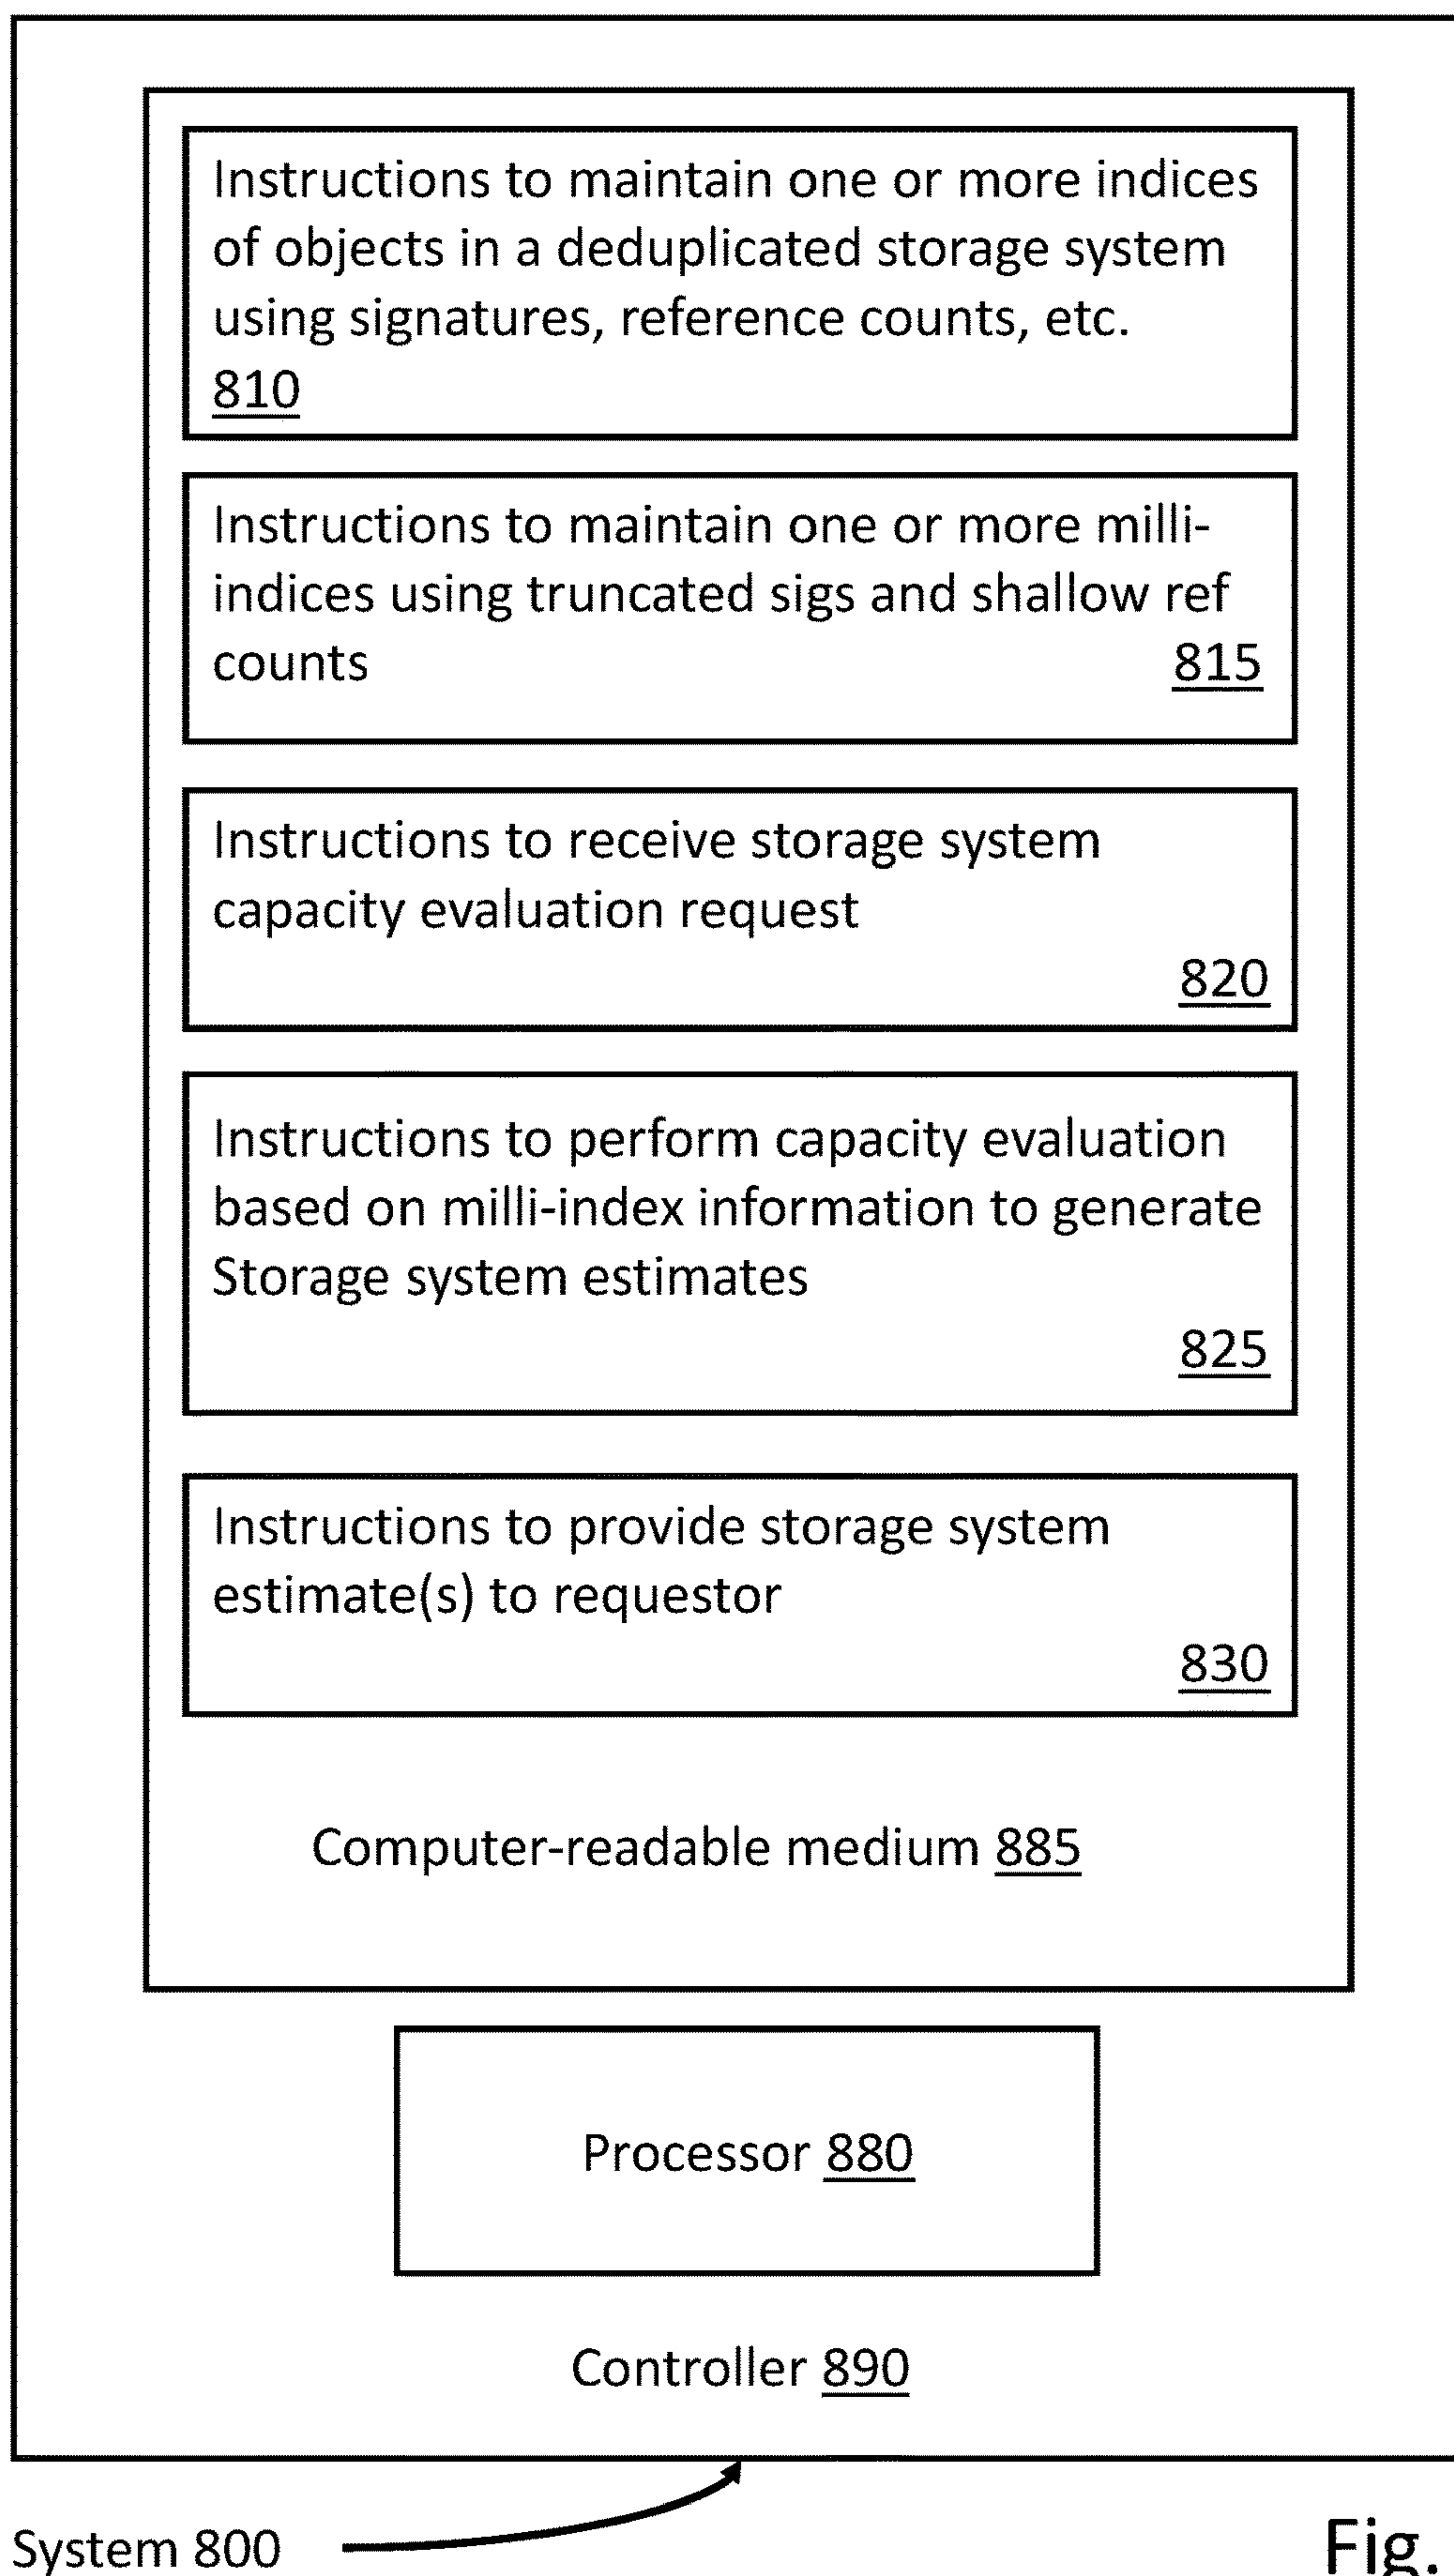 Instructions to maintain one or more indices
of objects in a deduplicated storage system
using signatures, reference counts, etc.
810
Instructions to maintain one or more milli-
indices using truncated sigs and shallow ref
counts 815
Instructions to receive storage system
capacity evaluation request
820
Instructions to perform capacity evaluation
based on milli-index information to generate
Storage system estimates
825
Instructions to provide storage system
estimate(s) to requestor
830
Computer-readable medium 885
Processor 880
Controller 890
System 800
Fig.